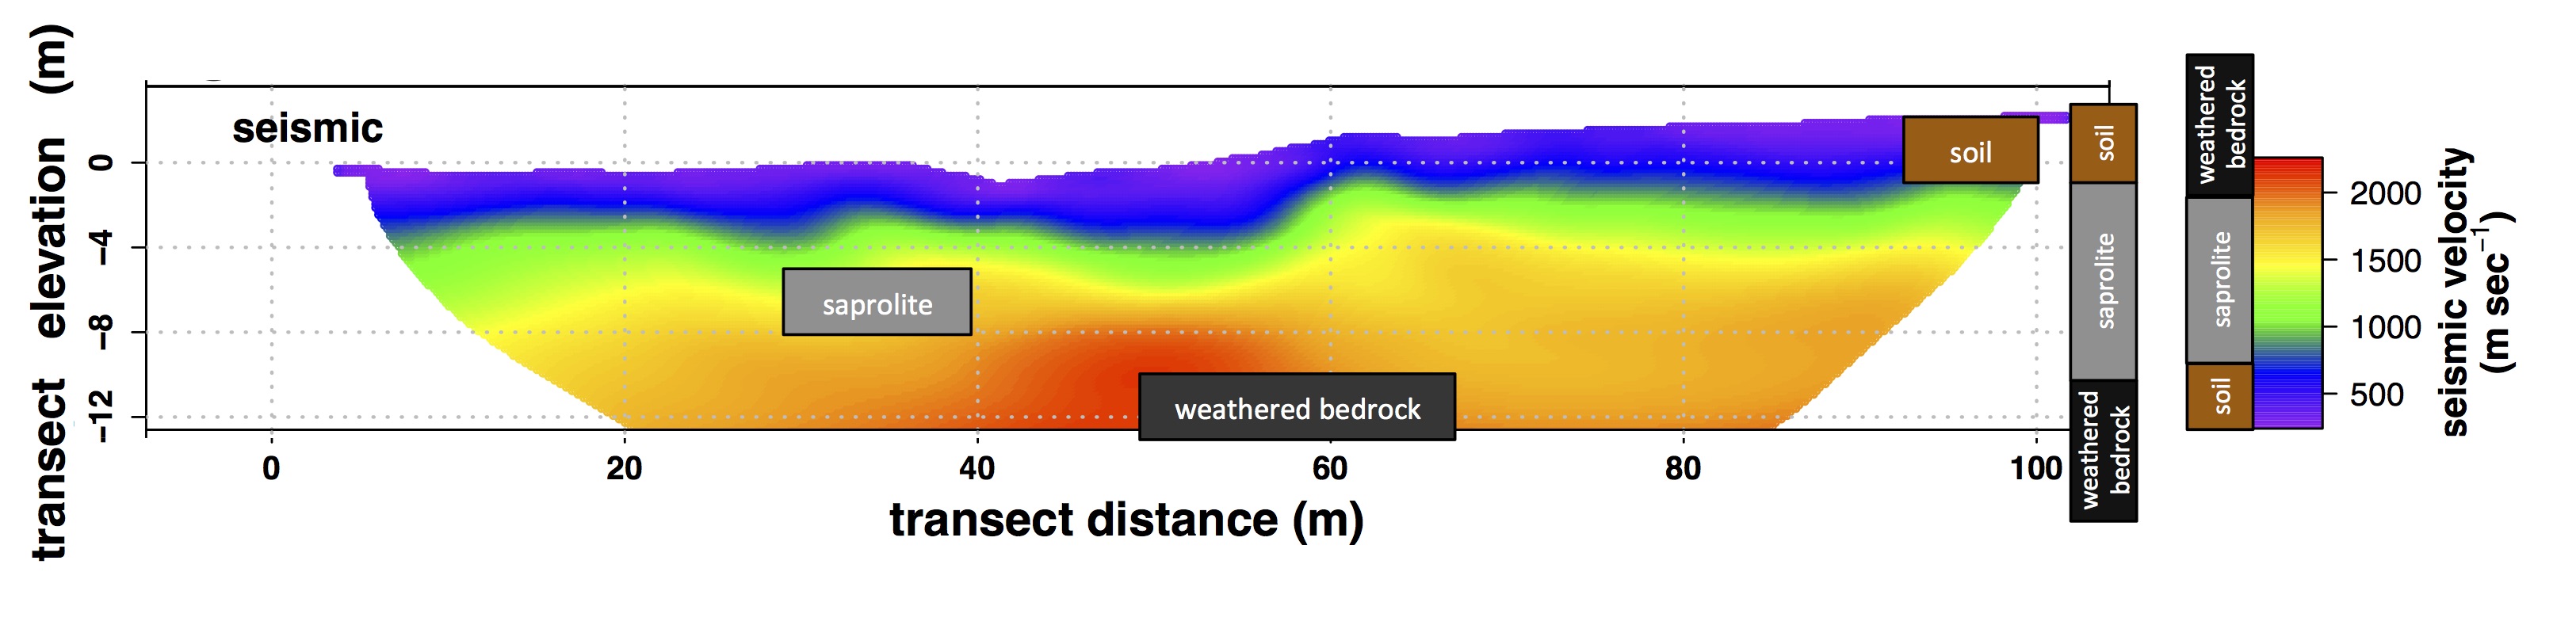 transect elevation (m)
seismic
0
−4
−8
−12
0
20
40
60
80
100
transect distance (m)
soil
saprolite
weathered bedrock
soil
saprolite
weathered
bedrock
weathered
bedrock
saprolite
soil
2000
1500
1000
500
seismic velocity
(m sec⁻¹)